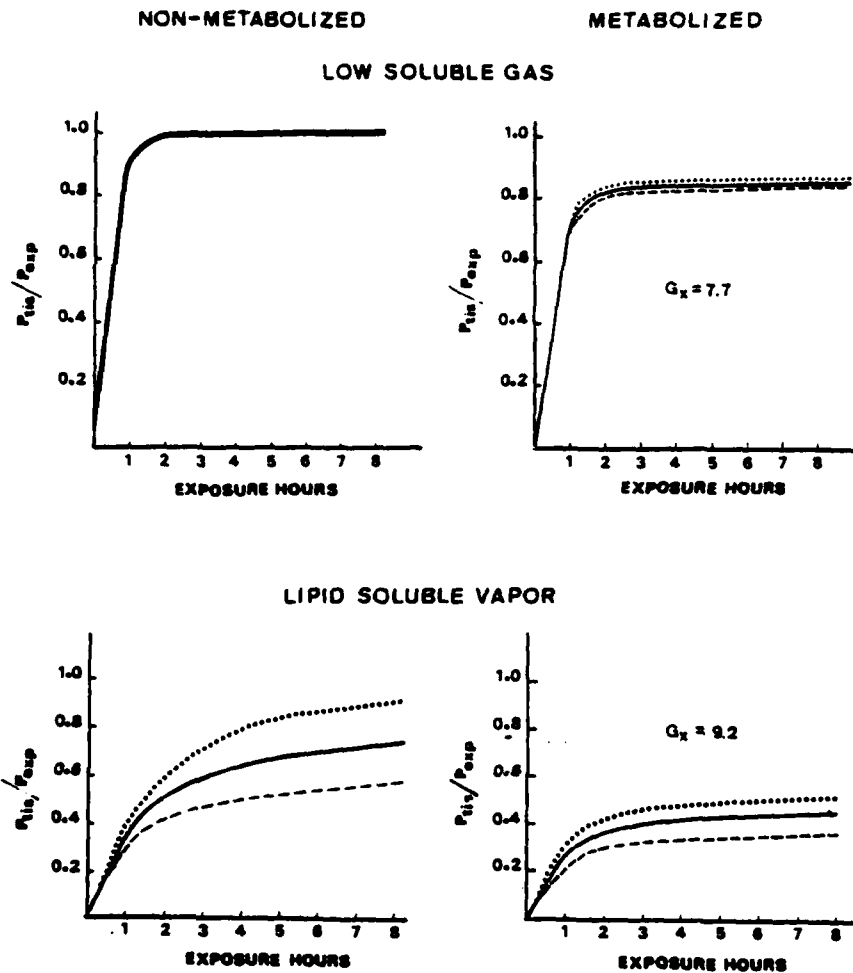 NON-METABOLIZED METABOLIZED
LOW SOLUBLE GAS
1.0
0.8
0.6
0.4
0.2
Ptis/Pexp
1 2 3 4 5 6 7 8
EXPOSURE HOURS
1.0
0.8
0.6
0.4
0.2
Ptis/Pexp
Gx = 7.7
1 2 3 4 5 6 7 8
EXPOSURE HOURS
LIPID SOLUBLE VAPOR
1.0
0.8
0.6
0.4
0.2
Ptis/Pexp
1 2 3 4 5 6 7 8
EXPOSURE HOURS
1.0
0.8
0.6
0.4
0.2
Ptis/Pexp
Gx = 9.2
1 2 3 4 5 6 7 8
EXPOSURE HOURS